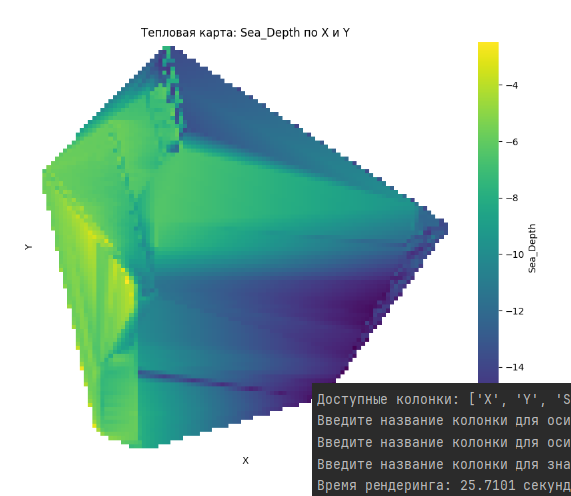 Тепловая карта: Sea_Depth по X и Y
−4
−6
−8
−10
−12
−14
Sea_Depth
Y
X
Доступные колонки: ['X', 'Y', 'S
Введите название колонки для оси
Введите название колонки для оси
Введите название колонки для зна
Время рендеринга: 25.7101 секунд